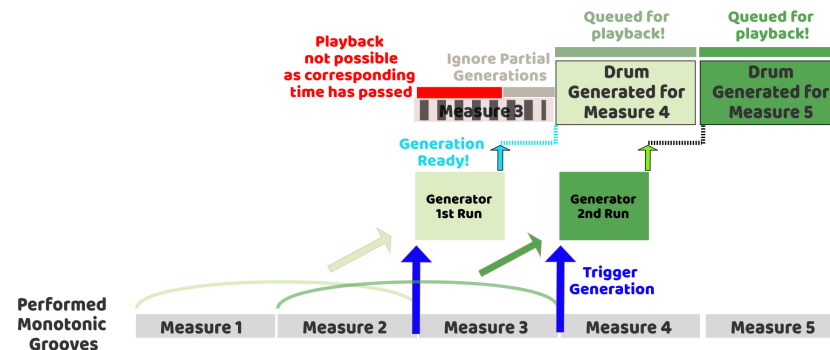 Queued for
playback!
Queued for
playback!
Playback
not possible
as corresponding
time has passed
Ignore Partial
Generations
Measure 3
Drum
Generated for
Measure 4
Drum
Generated for
Measure 5
Generation
Ready!
Generator
1st Run
Generator
2nd Run
Trigger
Generation
Performed
Monotonic
Grooves
Measure 1
Measure 2
Measure 3
Measure 4
Measure 5